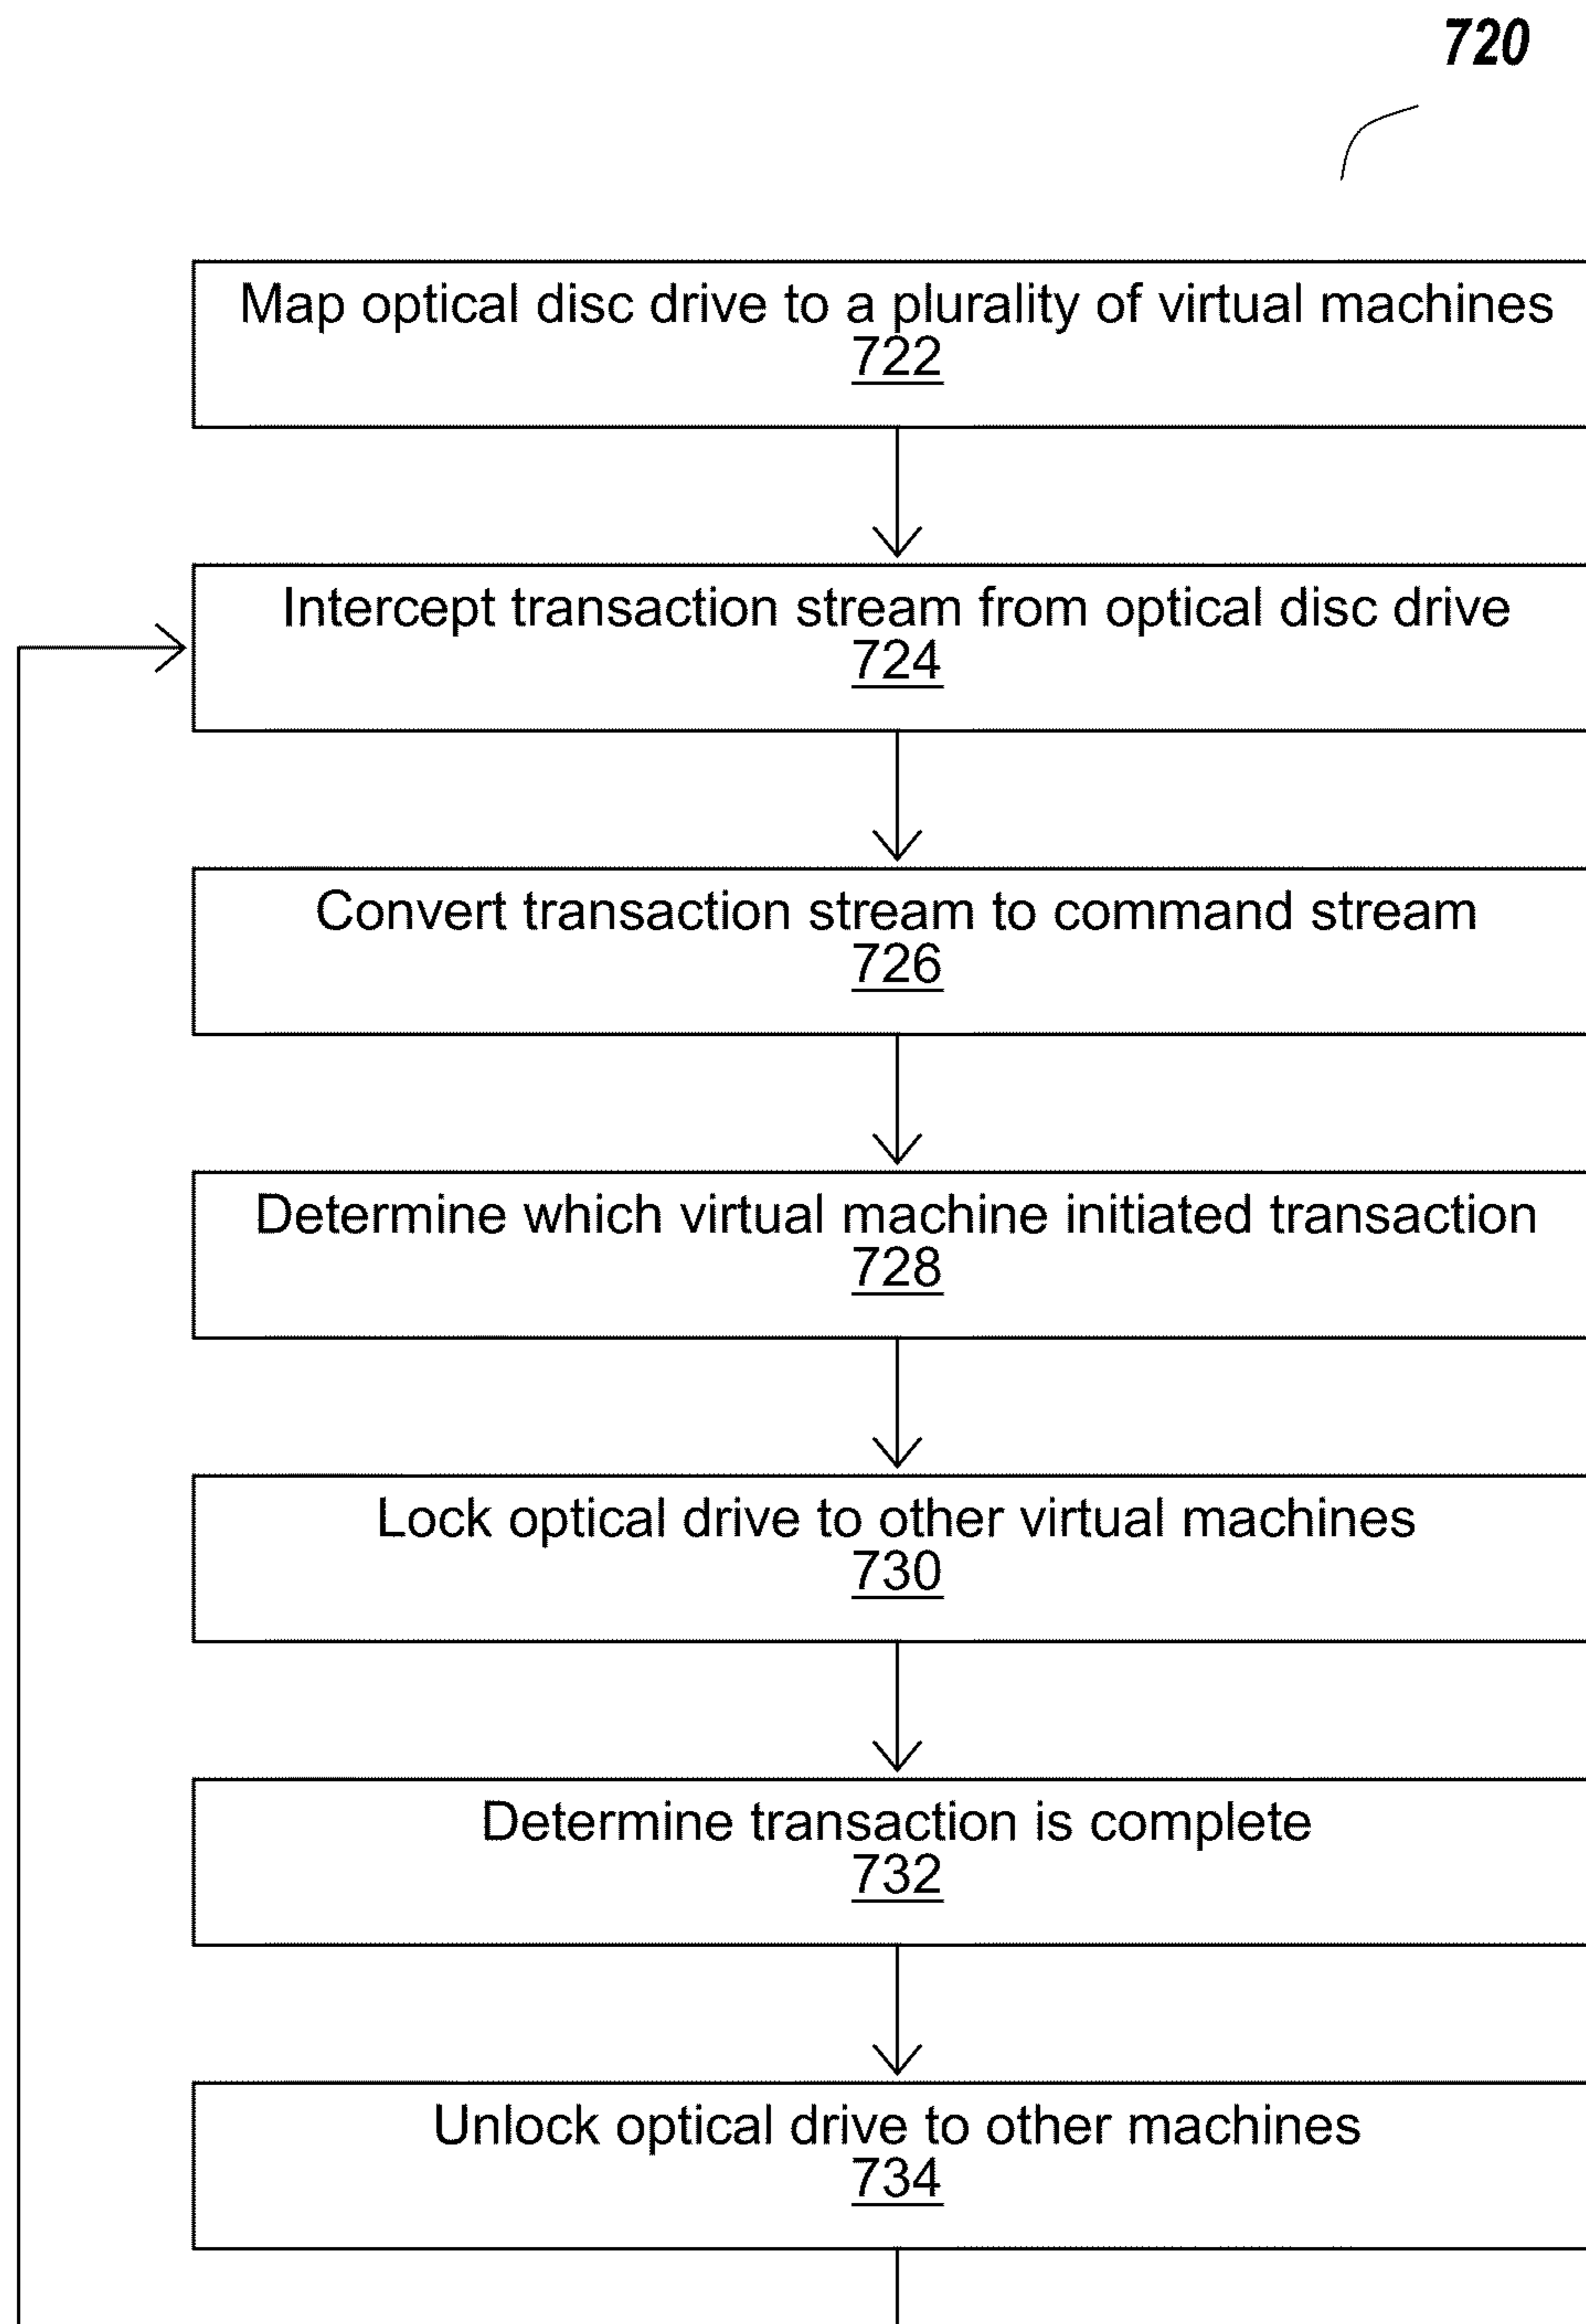 720
Map optical disc drive to a plurality of virtual machines
722
Intercept transaction stream from optical disc drive
724
Convert transaction stream to command stream
726
Determine which virtual machine initiated transaction
728
Lock optical drive to other virtual machines
730
Determine transaction is complete
732
Unlock optical drive to other machines
734